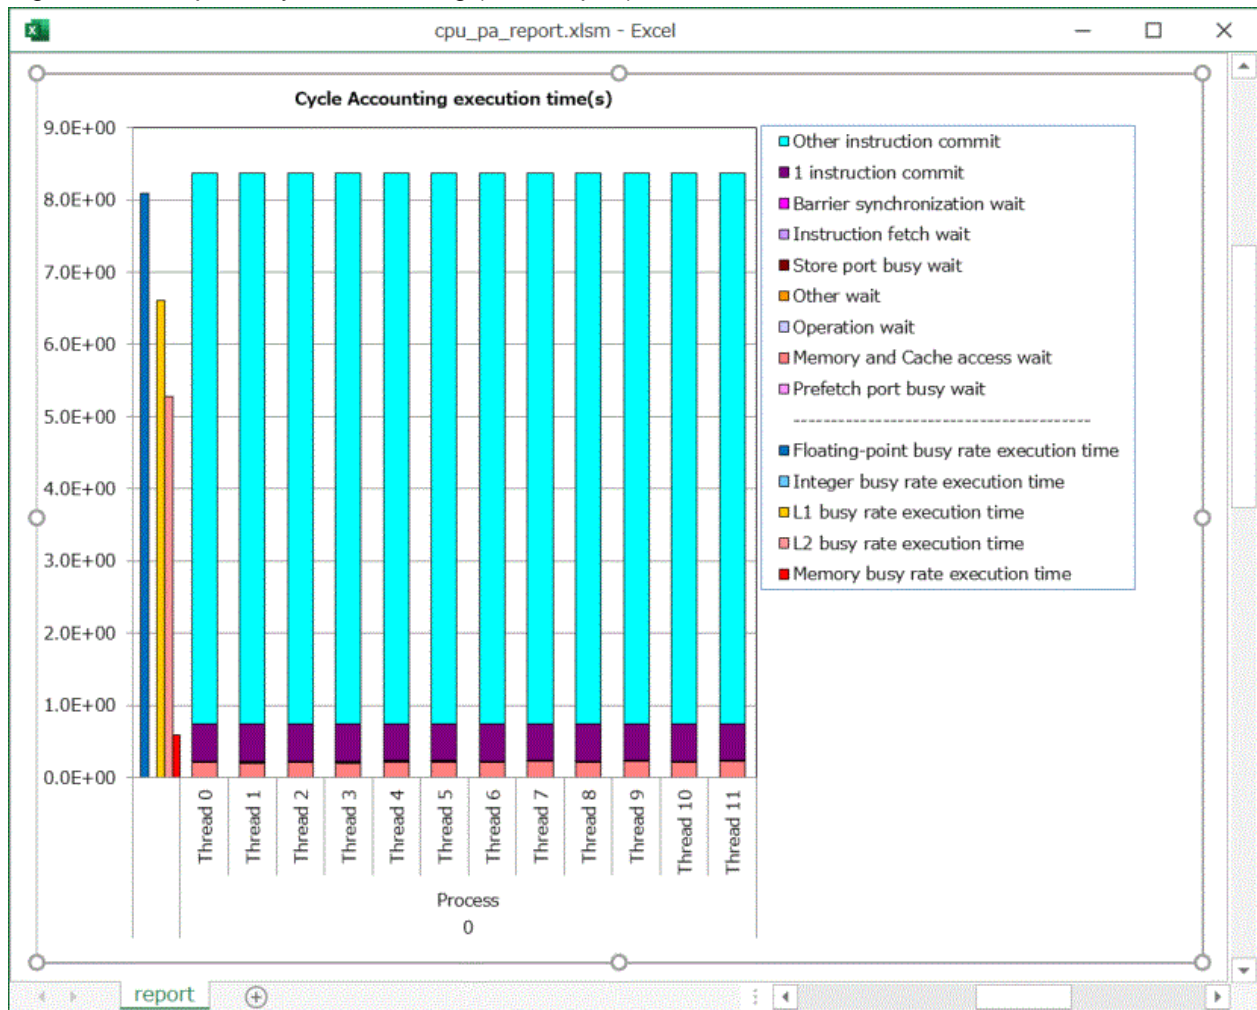 cpu_pa_report.xlsm - Excel
Cycle Accounting execution time(s)
9.0E+00
8.0E+00
7.0E+00
6.0E+00
5.0E+00
4.0E+00
3.0E+00
2.0E+00
1.0E+00
0.0E+00
Thread 0
Thread 1
Thread 2
Thread 3
Thread 4
Thread 5
Thread 6
Thread 7
Thread 8
Thread 9
Thread 10
Thread 11
Process
0
Other instruction commit
1 instruction commit
Barrier synchronization wait
Instruction fetch wait
Store port busy wait
Other wait
Operation wait
Memory and Cache access wait
Prefetch port busy wait
----------------------------------------
Floating-point busy rate execution time
Integer busy rate execution time
L1 busy rate execution time
L2 busy rate execution time
Memory busy rate execution time
report